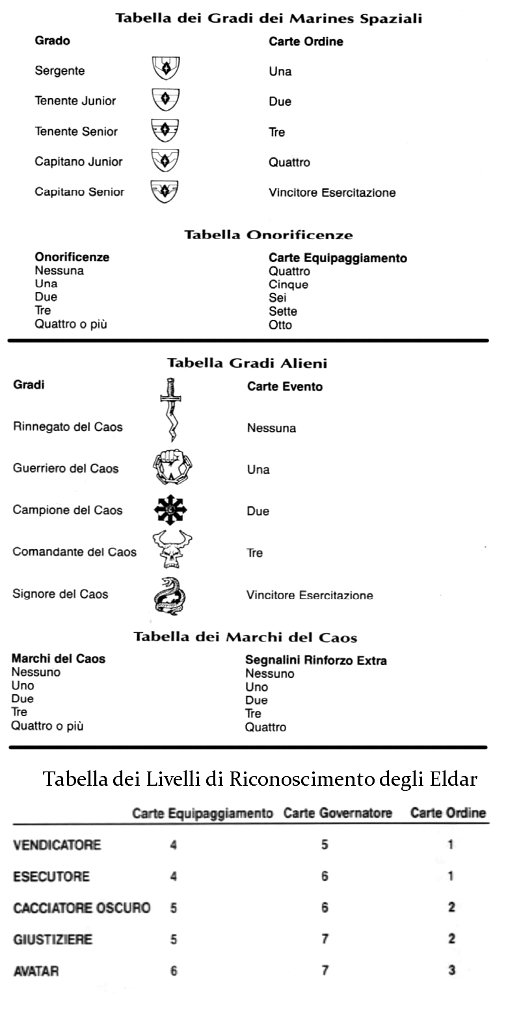 Tabella dei Gradi dei Marines Spaziali
Grado Carte Ordine
Sergente Una
Tenente Junior Due
Tenente Senior Tre
Capitano Junior Quattro
Capitano Senior Vincitore Esercitazione
Tabella Onorificenze
Onorificenze Carte Equipaggiamento
Nessuna Quattro
Una Cinque
Due Sei
Tre Sette
Quattro o più Otto
Tabella Gradi Alieni
Gradi Carte Evento
Rinnegato del Caos Nessuna
Guerriero del Caos Una
Campione del Caos Due
Comandante del Caos Tre
Signore del Caos Vincitore Esercitazione
Tabella dei Marchi del Caos
Marchi del Caos Segnalini Rinforzo Extra
Nessuno Nessuno
Uno Uno
Due Due
Tre Tre
Quattro o più Quattro
Tabella dei Livelli di Riconoscimento degli Eldar
Carte Equipaggiamento Carte Governatore Carte Ordine
VENDICATORE 4 5 1
ESECUTORE 4 6 1
CACCIATORE OSCURO 5 6 2
GIUSTIZIERE 5 7 2
AVATAR 6 7 3